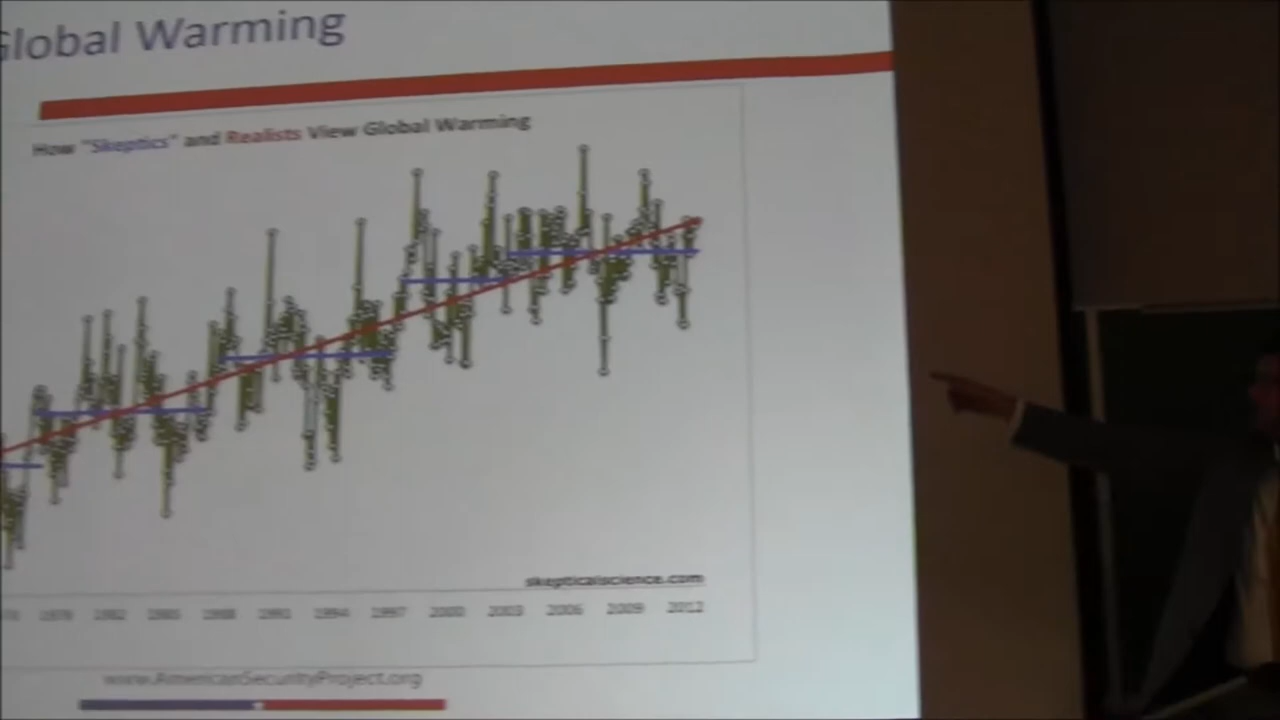 Global Warming
How "Skeptics" and Realists View Global Warming
skepticalscience.com
1979 1982 1985 1988 1991 1994 1997 2000 2003 2006 2009 2012
www.AmericanSecurityProject.org